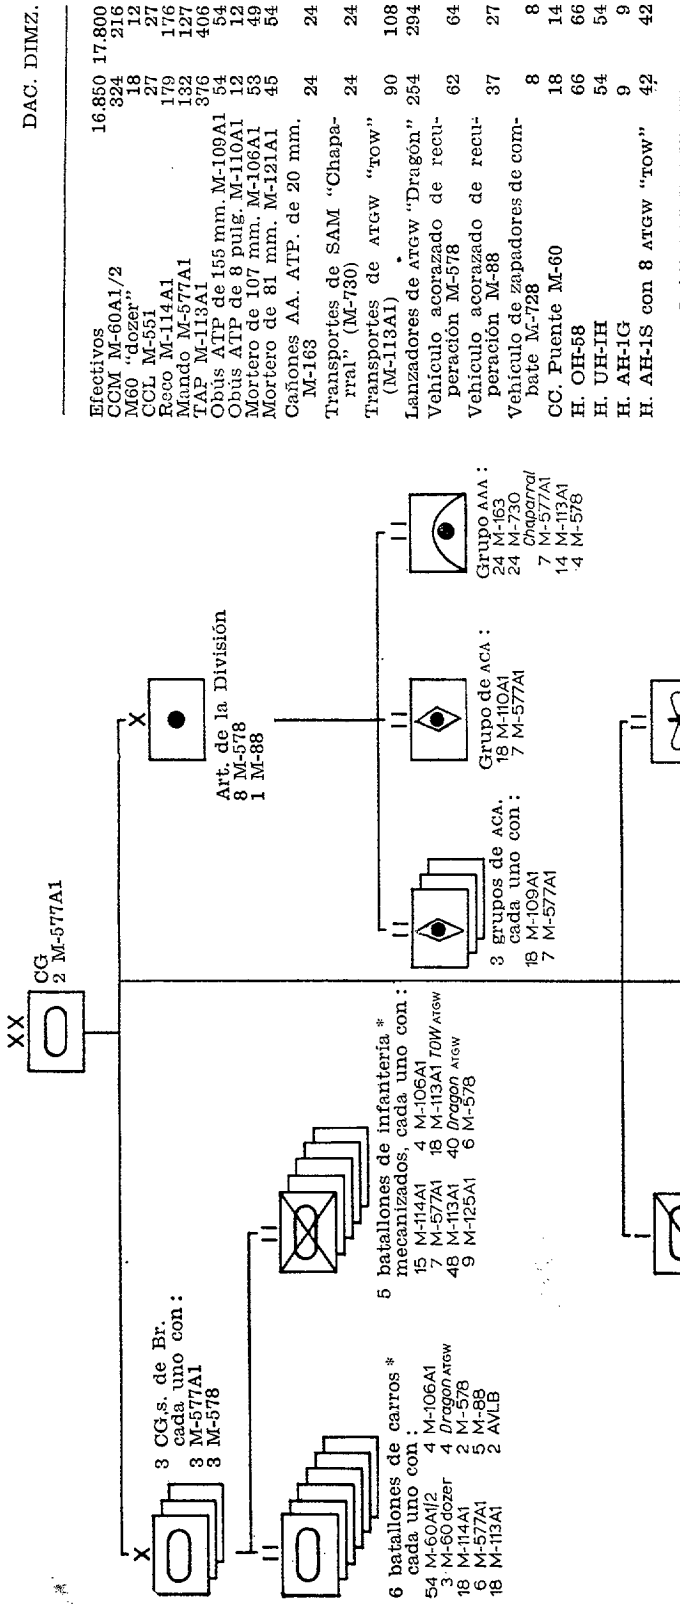 XX
CG
2 M-577A1
X
3 CG,s. de Br.
cada uno con:
3 M-577A1
3 M-578
X
Art. de la División
8 M-578
1 M-88
6 batallones de carros *
cada uno con:
54 M-60A1/2 4 M-106A1
3 M-60 dozer 4 Dragon ATGW
18 M-114A1 2 M-578
6 M-577A1 5 M-88
18 M-113A1 2 AVLB
5 batallones de infantería *
mecanizados, cada uno con:
15 M-114A1 4 M-106A1
7 M-577A1 18 M-113A1 TOW ATGW
48 M-113A1 40 Dragon ATGW
9 M-125A1 6 M-578
3 grupos de ACA.
cada uno con:
18 M-109A1
7 M-577A1
Grupo de ACA:
18 M-110A1
7 M-577A1
Grupo AAA:
24 M-163
24 M-730
Chaparral
7 M-577A1
14 M-113A1
4 M-578
DAC. DIMZ.
Efectivos 16.850 17.800
CCM M-60A1/2 324 216
M60 "dozer" 18 12
CCL M-551 27 27
Reco M-114A1 179 176
Mando M-577A1 132 127
TAP M-113A1 376 406
Obús ATP de 155 mm. M-109A1 54 54
Obús ATP de 8 pulg. M-110A1 12 12
Mortero de 107 mm. M-106A1 53 49
Mortero de 81 mm. M-121A1 45 54
Cañones AA. ATP. de 20 mm.
M-163 24 24
Transportes de SAM "Chapa-
rral" (M-730) 24 24
Transportes de ATGW "TOW"
(M-113A1) 90 108
Lanzadores de ATGW "Dragón" 254 294
Vehículo acorazado de recu-
peración M-578 62 64
Vehículo acorazado de recu-
peración M-88 37 27
Vehículo de zapadores de com-
bate M-728 8 8
CC. Puente M-60 18 14
H. OH-58 66 66
H. UH-1H 54 54
H. AH-1G 9 9
H. AH-1S con 8 ATGW "TOW" 42 42